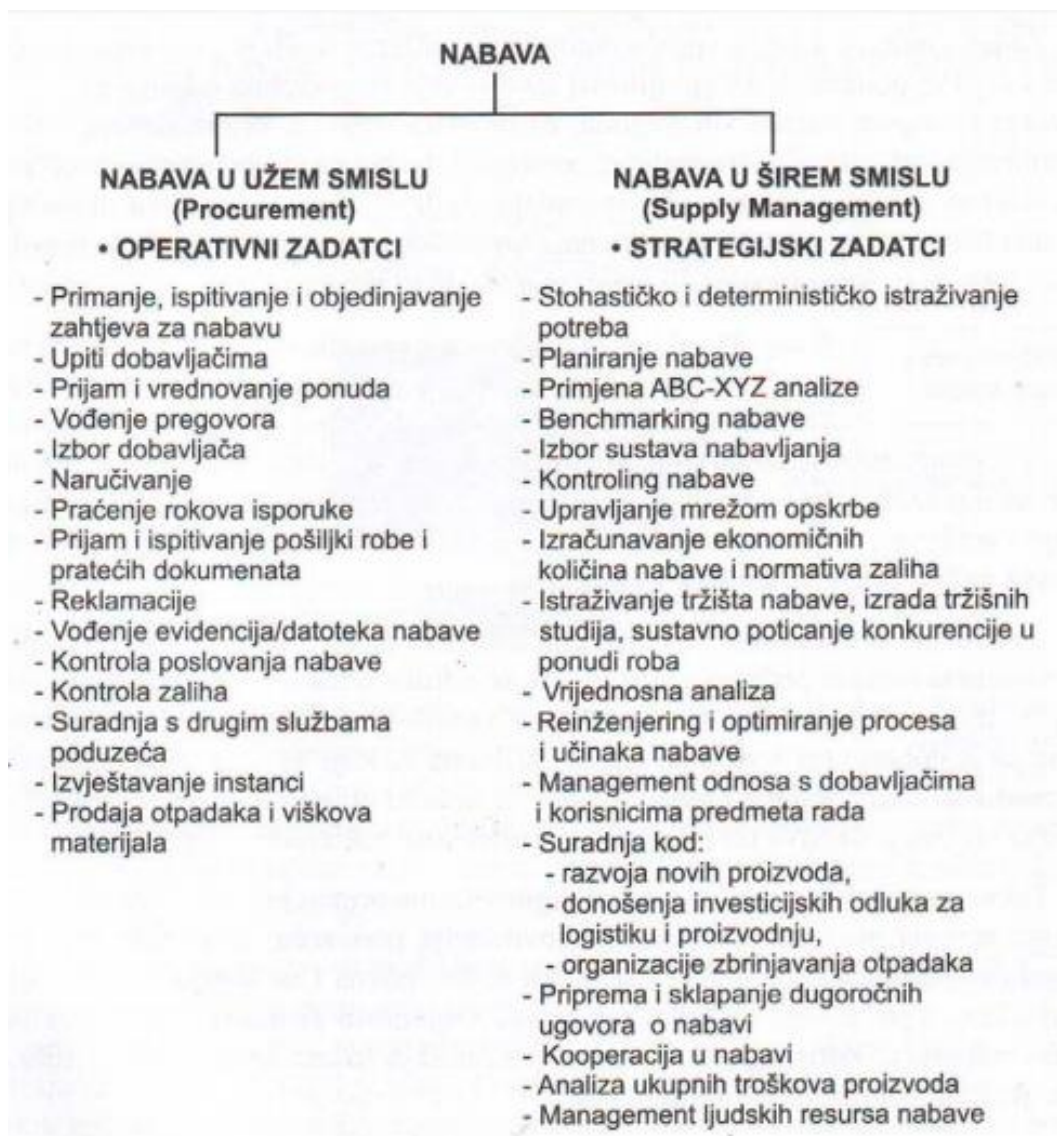 NABAVA
NABAVA U UŽEM SMISLU
(Procurement)
• OPERATIVNI ZADATCI
- Primanje, ispitivanje i objedinjavanje
zahtjeva za nabavu
- Upiti dobavljačima
- Prijam i vrednovanje ponuda
- Vođenje pregovora
- Izbor dobavljača
- Naručivanje
- Praćenje rokova isporuke
- Prijam i ispitivanje pošiljki robe i
pratećih dokumenata
- Reklamacije
- Vođenje evidencija/datoteka nabave
- Kontrola poslovanja nabave
- Kontrola zaliha
- Suradnja s drugim službama
poduzeća
- Izvještavanje instanci
- Prodaja otpadaka i viškova
materijala
NABAVA U ŠIREM SMISLU
(Supply Management)
• STRATEGIJSKI ZADATCI
- Stohastičko i determinističko istraživanje
potreba
- Planiranje nabave
- Primjena ABC-XYZ analize
- Benchmarking nabave
- Izbor sustava nabavljanja
- Kontroling nabave
- Upravljanje mrežom opskrbe
- Izračunavanje ekonomičnih
količina nabave i normativa zaliha
- Istraživanje tržišta nabave, izrada tržišnih
studija, sustavno poticanje konkurencije u
ponudi roba
- Vrijednosna analiza
- Reinženjering i optimiranje procesa
i učinaka nabave
- Management odnosa s dobavljačima
i korisnicima predmeta rada
- Suradnja kod:
- razvoja novih proizvoda,
- donošenja investicijskih odluka za
logistiku i proizvodnju,
- organizacije zbrinjavanja otpadaka
- Priprema i sklapanje dugoročnih
ugovora o nabavi
- Kooperacija u nabavi
- Analiza ukupnih troškova proizvoda
- Management ljudskih resursa nabave